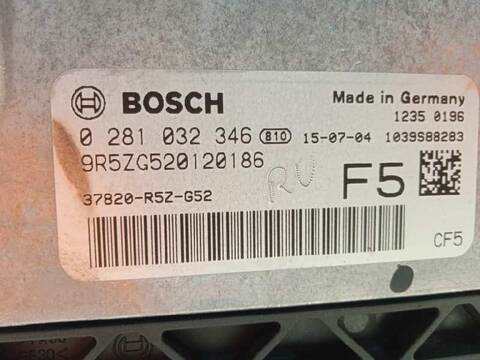 BOSCH
Made in Germany
1235 0196
0 281 032 346 810 15-07-04 1039S88283
9R5ZG520120186
RU
F5
37820-R5Z-G52
CF5